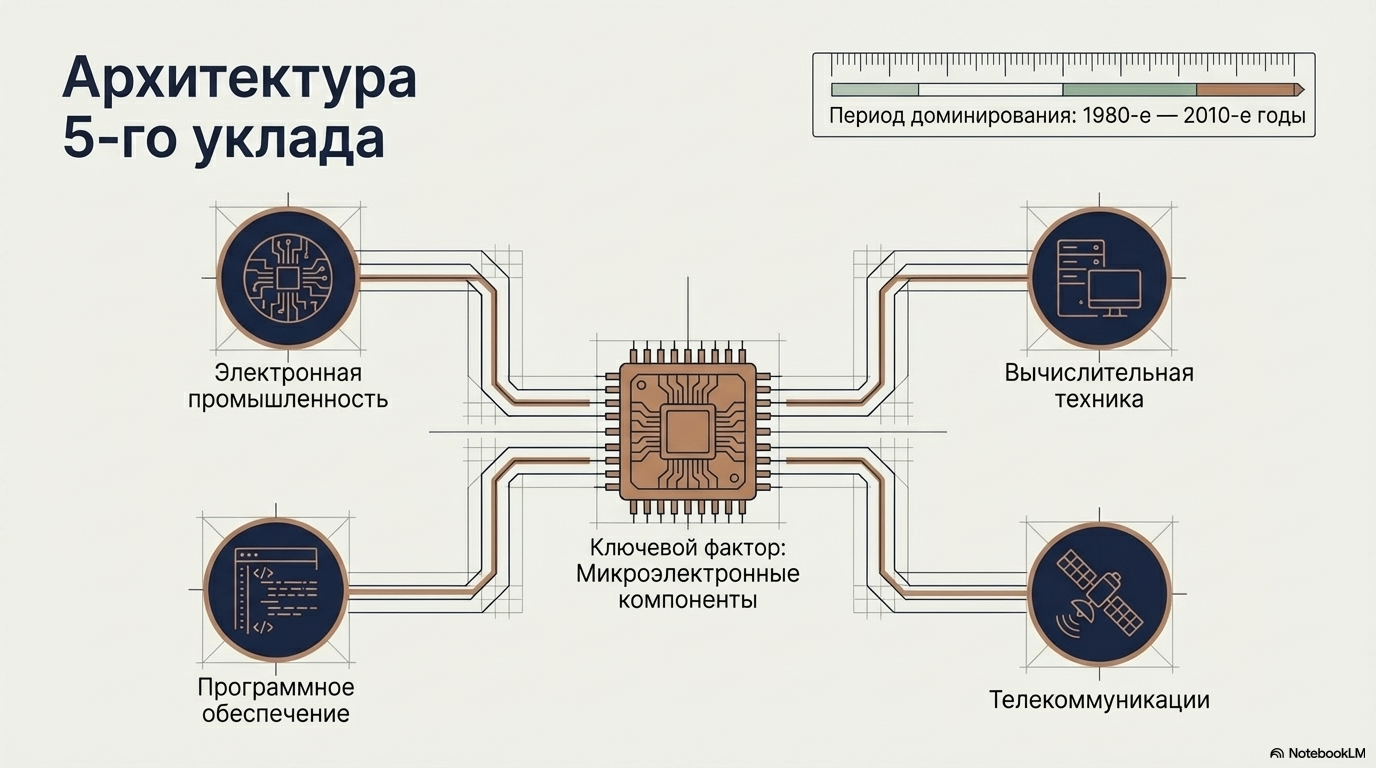 Архитектура
5-го уклада
Период доминирования: 1980-е — 2010-е годы
Электронная
промышленность
Вычислительная
техника
Ключевой фактор:
Микроэлектронные
компоненты
</>
</>
Программное
обеспечение
Телекоммуникации
NotebookLM